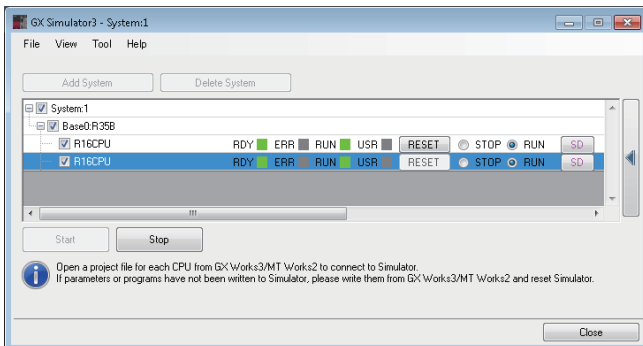 GX Simulator3 - System:1
File View Tool Help
Add System Delete System
System:1
Base0:R35B
R16CPU RDY ERR RUN USR RESET STOP RUN SD
R16CPU RDY ERR RUN USR RESET STOP RUN SD
Start Stop
Open a project file for each CPU from GX Works3/MT Works2 to connect to Simulator.
If parameters or programs have not been written to Simulator, please write them from GX Works3/MT Works2 and reset Simulator.
Close